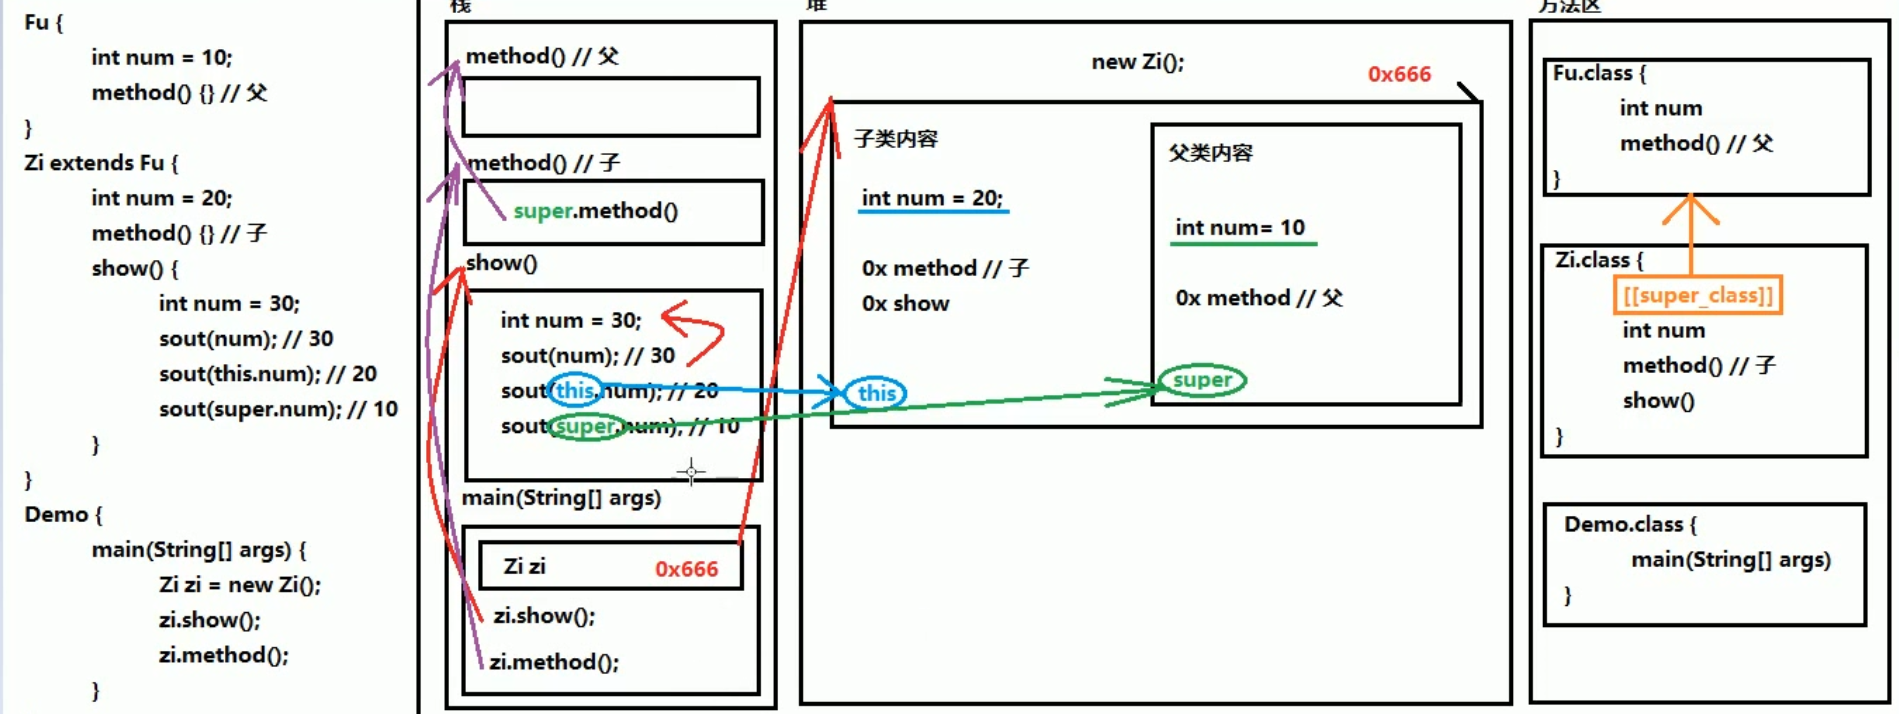 Fu {
int num = 10;
method() {} // 父
}
Zi extends Fu {
int num = 20;
method() {} // 子
show() {
int num = 30;
sout(num); // 30
sout(this.num); // 20
sout(super.num); // 10
}
}
Demo {
main(String[] args) {
Zi zi = new Zi();
zi.show();
zi.method();
}
栈
method() // 父
method() // 子
super.method()
show()
int num = 30;
sout(num); // 30
sout(this.num); // 20
sout(super.num); // 10
main(String[] args)
Zi zi 0x666
zi.show();
zi.method();
堆
new Zi();
0x666
子类内容
int num = 20;
0x method // 子
0x show
this
父类内容
int num= 10
0x method // 父
super
方法区
Fu.class {
int num
method() // 父
}
Zi.class {
[[super_class]]
int num
method() // 子
show()
}
Demo.class {
main(String[] args)
}